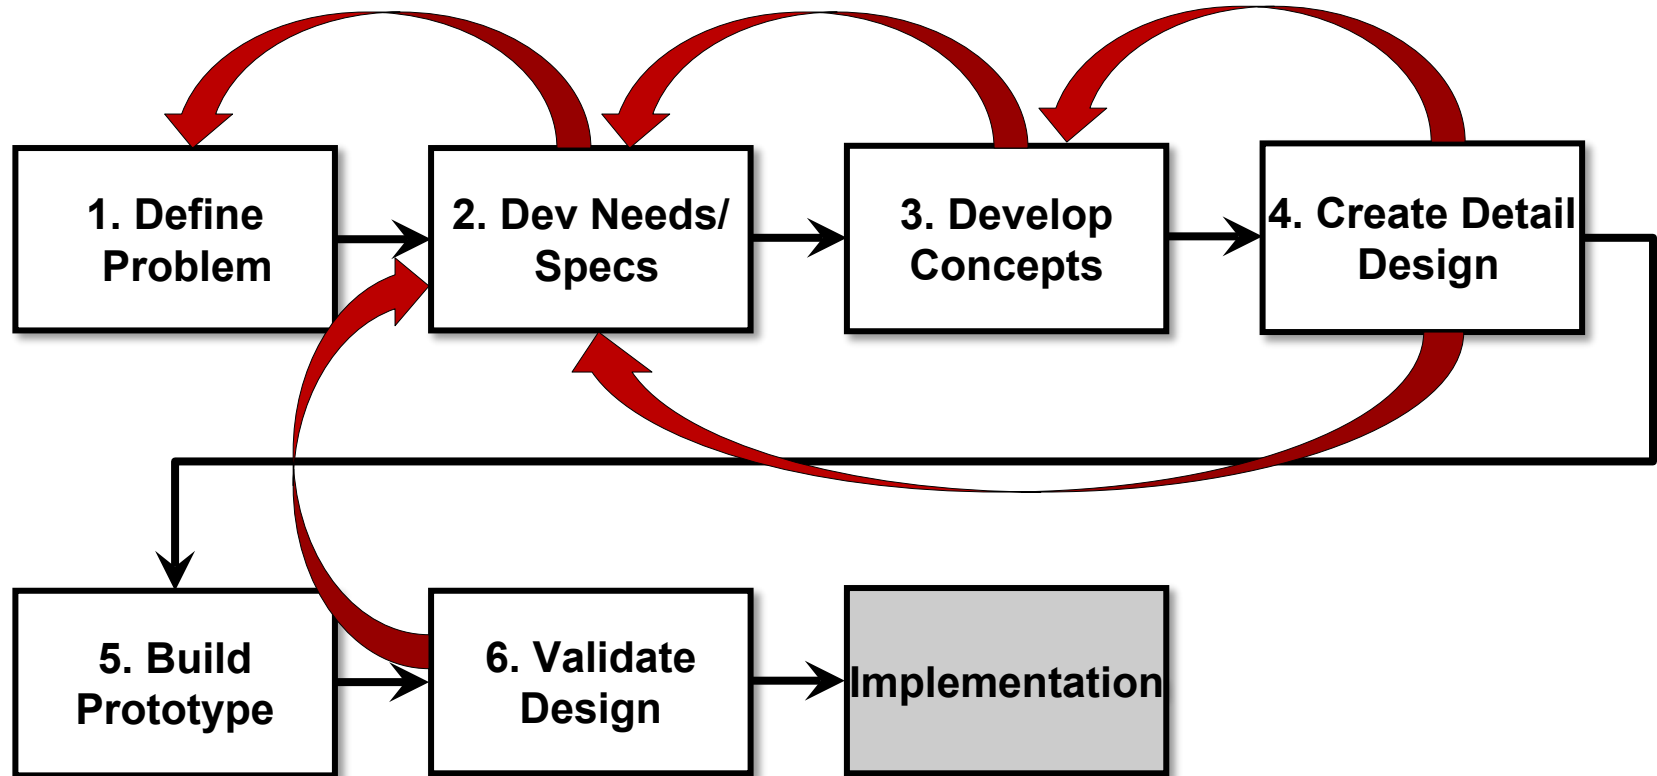 1. Define
Problem
2. Dev Needs/
Specs
3. Develop
Concepts
4. Create Detail
Design
5. Build
Prototype
6. Validate
Design
Implementation